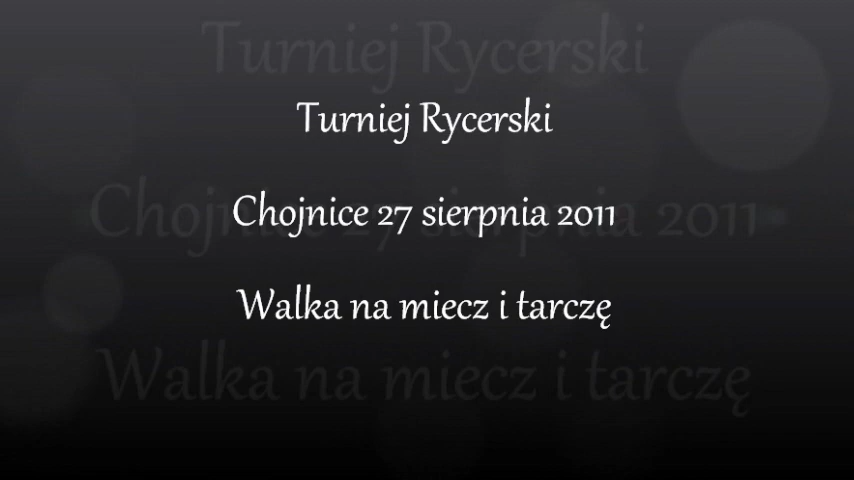 Turniej Rycerski
Chojnice 27 sierpnia 2011
Walka na miecz i tarczę